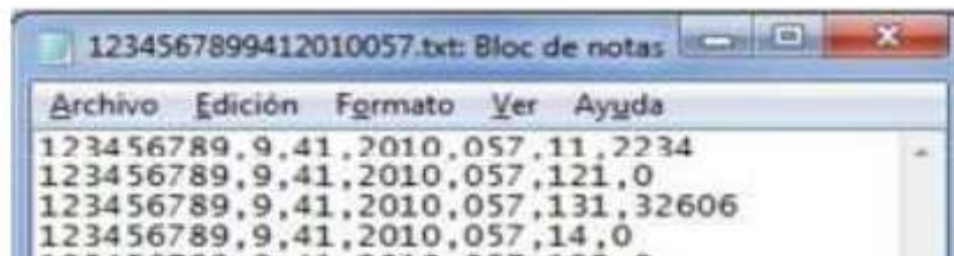 1234567899412010057.txt: Bloc de notas
Archivo Edición Formato Ver Ayuda
123456789,9,41,2010,057,11,2234
123456789,9,41,2010,057,121,0
123456789,9,41,2010,057,131,32606
123456789,9,41,2010,057,14,0